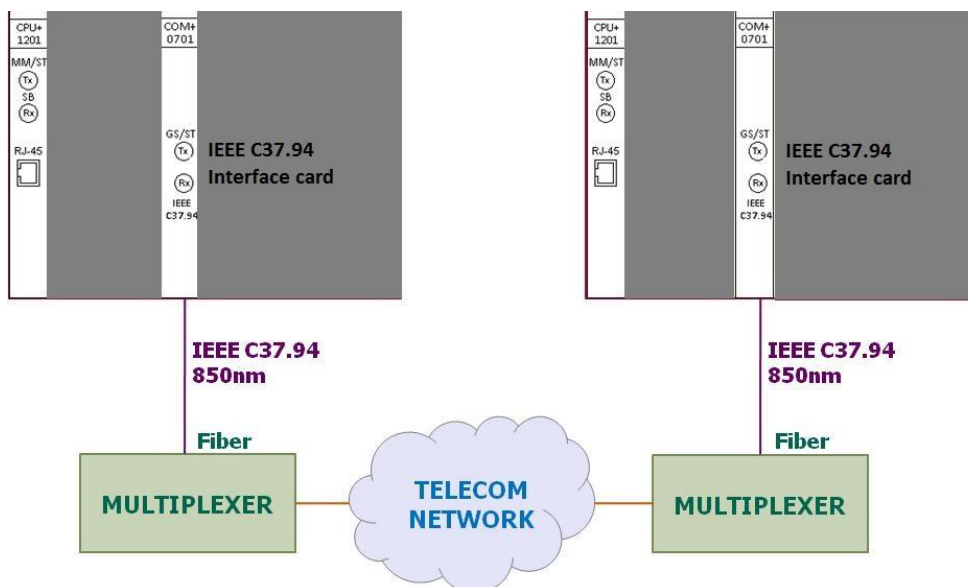 CPU+
1201
MM/ST
Tx
SB
Rx
RJ-45
COM+
0701
GS/ST
Tx
Rx
IEEE
C37.94
IEEE C37.94
Interface card
CPU+
1201
MM/ST
Tx
SB
Rx
RJ-45
COM+
0701
GS/ST
Tx
Rx
IEEE
C37.94
IEEE C37.94
Interface card
IEEE C37.94
850nm
IEEE C37.94
850nm
Fiber
Fiber
MULTIPLEXER
TELECOM
NETWORK
MULTIPLEXER